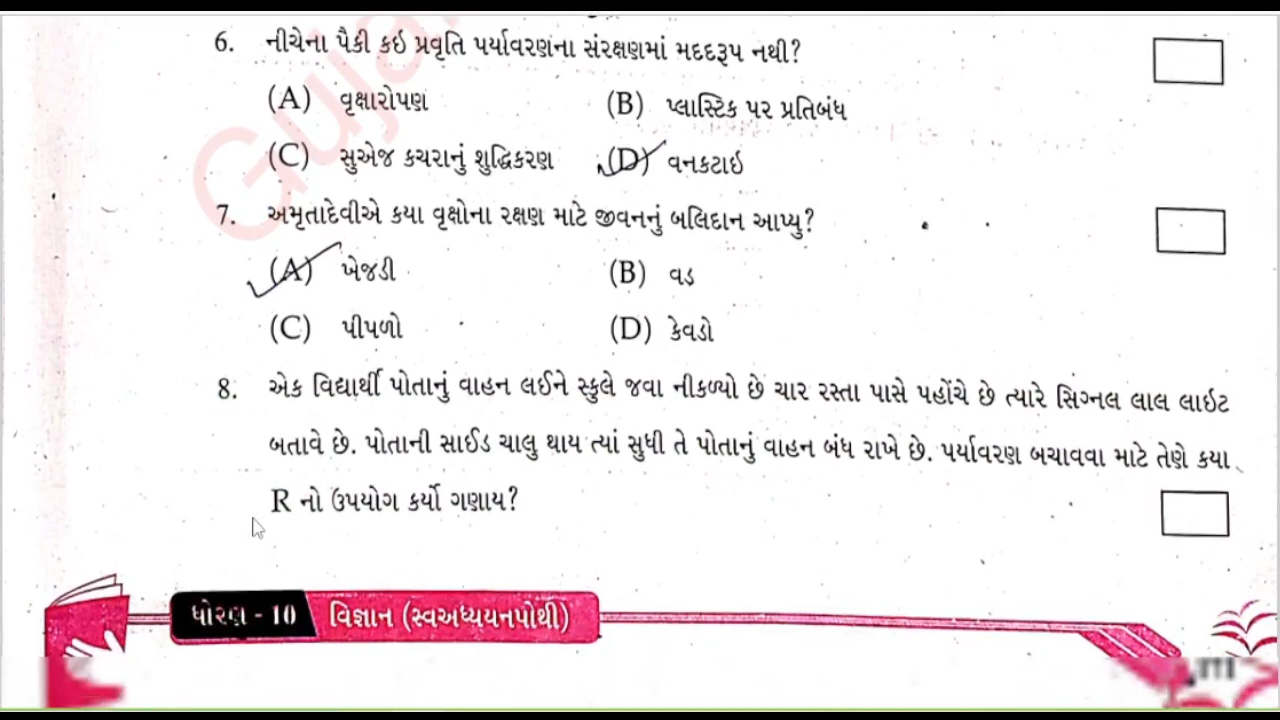 6. નીચેના પૈકી કઇ પ્રવૃતિ પર્યાવરણના સંરક્ષણમાં મદદરૂપ નથી?
(A) વૃક્ષારોપણ (B) પ્લાસ્ટિક પર પ્રતિબંધ
(C) સુએજ કચરાનું શુદ્ધિકરણ (D) વનકટાઇ
7. અમૃતાદેવીએ કયા વૃક્ષોના રક્ષણ માટે જીવનનું બલિદાન આપ્યુ?
(A) ખેજડી (B) વડ
(C) પીપળો (D) કેવડો
8. એક વિદ્યાર્થી પોતાનું વાહન લઈને સ્કુલે જવા નીકળ્યો છે ચાર રસ્તા પાસે પહોંચે છે ત્યારે સિગ્નલ લાલ લાઇટ
બતાવે છે. પોતાની સાઈડ ચાલુ થાય ત્યાં સુધી તે પોતાનું વાહન બંધ રાખે છે. પર્યાવરણ બચાવવા માટે તેણે કયા
R નો ઉપયોગ કર્યો ગણાય?
ધોરણ - 10 વિજ્ઞાન (સ્વઅધ્યયનપોથી)